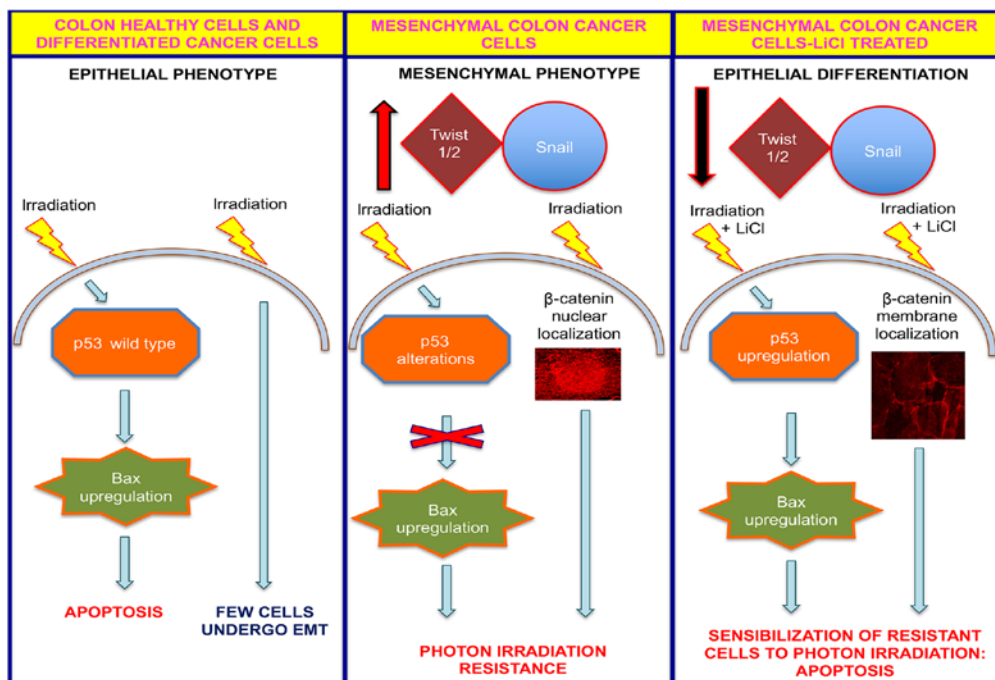 COLON HEALTHY CELLS AND
DIFFERENTIATED CANCER CELLS
EPITHELIAL PHENOTYPE
Irradiation
Irradiation
p53 wild type
Bax
upregulation
APOPTOSIS
FEW CELLS
UNDERGO EMT
MESENCHYMAL COLON CANCER
CELLS
MESENCHYMAL PHENOTYPE
Twist
1/2
Snail
Irradiation
Irradiation
p53
alterations
β-catenin
nuclear
localization
Bax
upregulation
PHOTON IRRADIATION
RESISTANCE
MESENCHYMAL COLON CANCER
CELLS-LiCl TREATED
EPITHELIAL DIFFERENTIATION
Twist
1/2
Snail
Irradiation
+ LiCl
Irradiation
+ LiCl
p53
upregulation
β-catenin
membrane
localization
Bax
upregulation
SENSIBILIZATION OF RESISTANT
CELLS TO PHOTON IRRADIATION:
APOPTOSIS